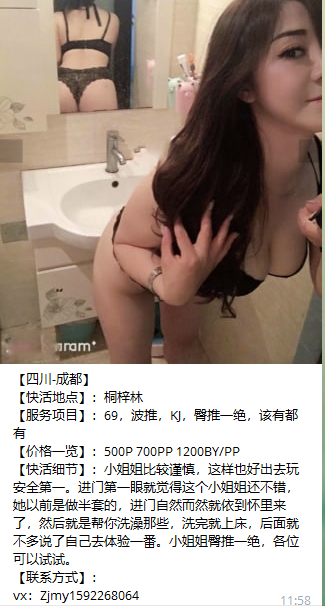 【四川-成都】
【快活地点】：桐梓林
【服务项目】：69，波推，KJ，臀推一绝，该有都
有
【价格一览】：500P 700PP 1200BY/PP
【快活细节】：小姐姐比较谨慎，这样也好出去玩
安全第一。进门第一眼就觉得这个小姐姐还不错，
她以前是做半套的，进门自然而然就依到怀里来
了，然后就是帮你洗澡那些，洗完就上床，后面就
不多说了自己去体验一番。小姐姐臀推一绝，各位
可以试试。
【联系方式】：
vx：Zjmy1592268064
11:58